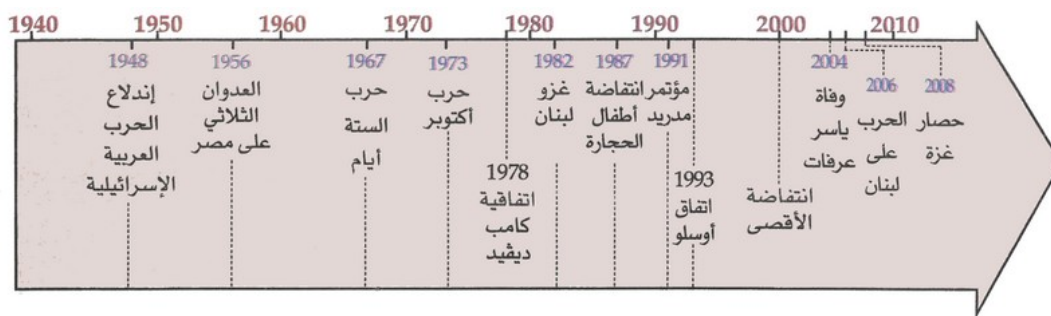 1940 1950 1960 1970 1980 1990 2000 2010
1948
إندلاع
الحرب
العربية
الإسرائيلية
1956
العدوان
الثلاثي
على مصر
1967
حرب
الستة
أيام
1973
حرب
أكتوبر
1978
اتفاقية
كامب
ديڤيد
1982
غزو
لبنان
1987
انتفاضة
أطفال
الحجارة
1991
مؤتمر
مدريد
1993
اتفاق
أوسلو
انتفاضة
الأقصى
2004
وفاة
ياسر
عرفات
2006
الحرب
على
لبنان
2008
حصار
غزة